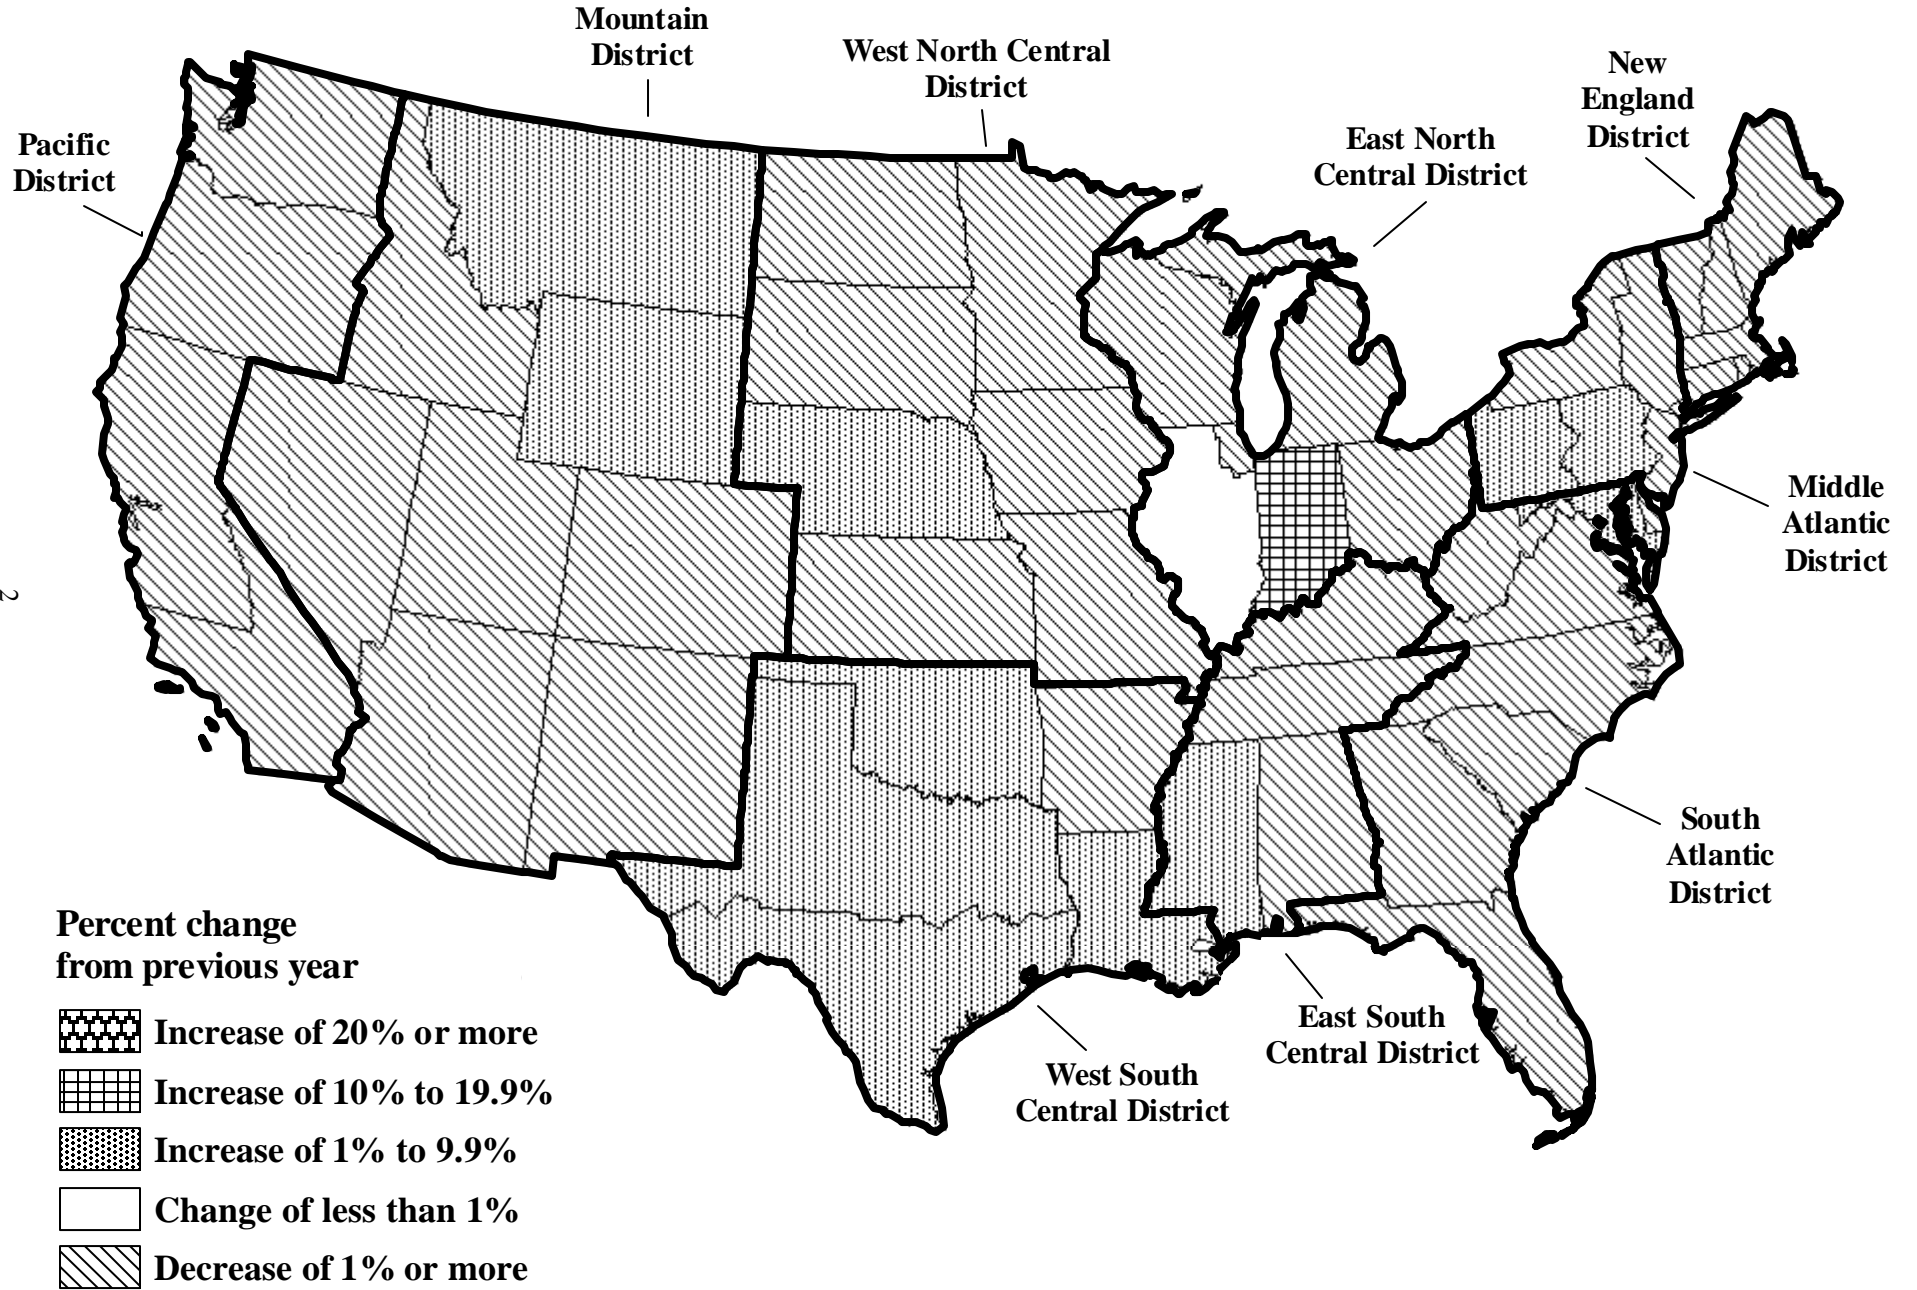 Mountain
District
West North Central
District
New
England
District
East North
Central District
Pacific
District
Middle
Atlantic
District
2
South
Atlantic
District
East South
Central District
West South
Central District
Percent change
from previous year
Increase of 20% or more
Increase of 10% to 19.9%
Increase of 1% to 9.9%
Change of less than 1%
Decrease of 1% or more